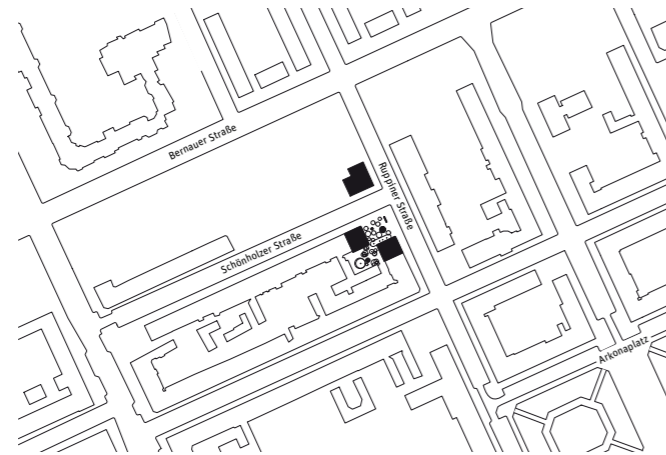 Bernauer Straße
Ruppiner Straße
Schönholzer Straße
Arkonaplatz